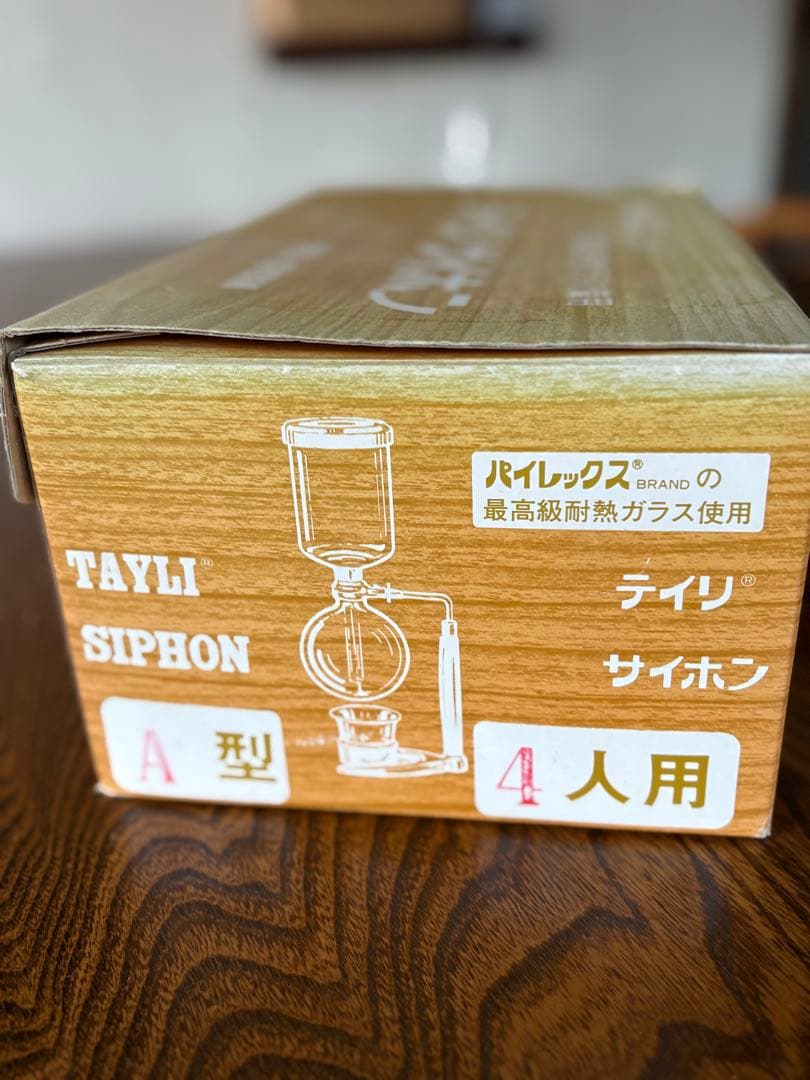 パイレックス® BRAND の
最高級耐熱ガラス使用
TAYLI®
SIPHON
テイリ®
サイホン
A 型
4 人用